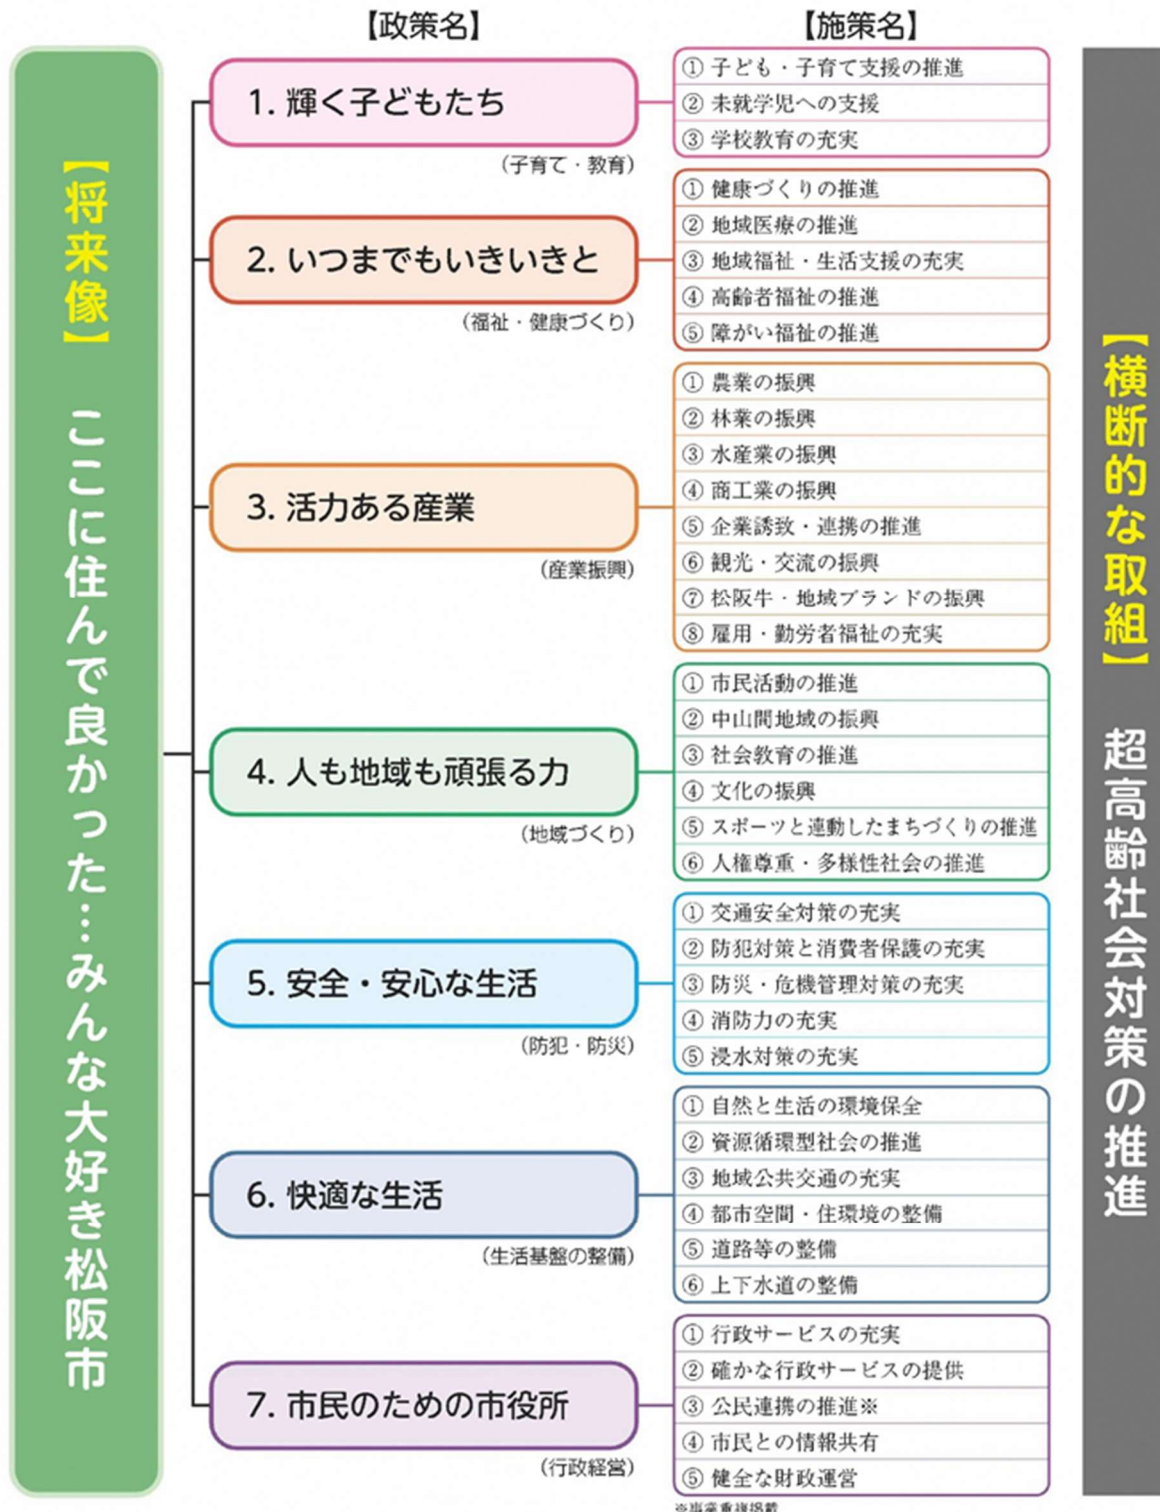 【政策名】
【施策名】
【将来像】 ここに住んで良かった…みんな大好き松阪市
1. 輝く子どもたち
（子育て・教育）
① 子ども・子育て支援の推進
② 未就学児への支援
③ 学校教育の充実
2. いつまでもいきいきと
（福祉・健康づくり）
① 健康づくりの推進
② 地域医療の推進
③ 地域福祉・生活支援の充実
④ 高齢者福祉の推進
⑤ 障がい福祉の推進
3. 活力ある産業
（産業振興）
① 農業の振興
② 林業の振興
③ 水産業の振興
④ 商工業の振興
⑤ 企業誘致・連携の推進
⑥ 観光・交流の振興
⑦ 松阪牛・地域ブランドの振興
⑧ 雇用・勤労者福祉の充実
4. 人も地域も頑張る力
（地域づくり）
① 市民活動の推進
② 中山間地域の振興
③ 社会教育の推進
④ 文化の振興
⑤ スポーツと連動したまちづくりの推進
⑥ 人権尊重・多様性社会の推進
5. 安全・安心な生活
（防犯・防災）
① 交通安全対策の充実
② 防犯対策と消費者保護の充実
③ 防災・危機管理対策の充実
④ 消防力の充実
⑤ 浸水対策の充実
6. 快適な生活
（生活基盤の整備）
① 自然と生活の環境保全
② 資源循環型社会の推進
③ 地域公共交通の充実
④ 都市空間・住環境の整備
⑤ 道路等の整備
⑥ 上下水道の整備
7. 市民のための市役所
（行政経営）
① 行政サービスの充実
② 確かな行政サービスの提供
③ 公民連携の推進※
④ 市民との情報共有
⑤ 健全な財政運営
※事業重複掲載
【横断的な取組】 超高齢社会対策の推進